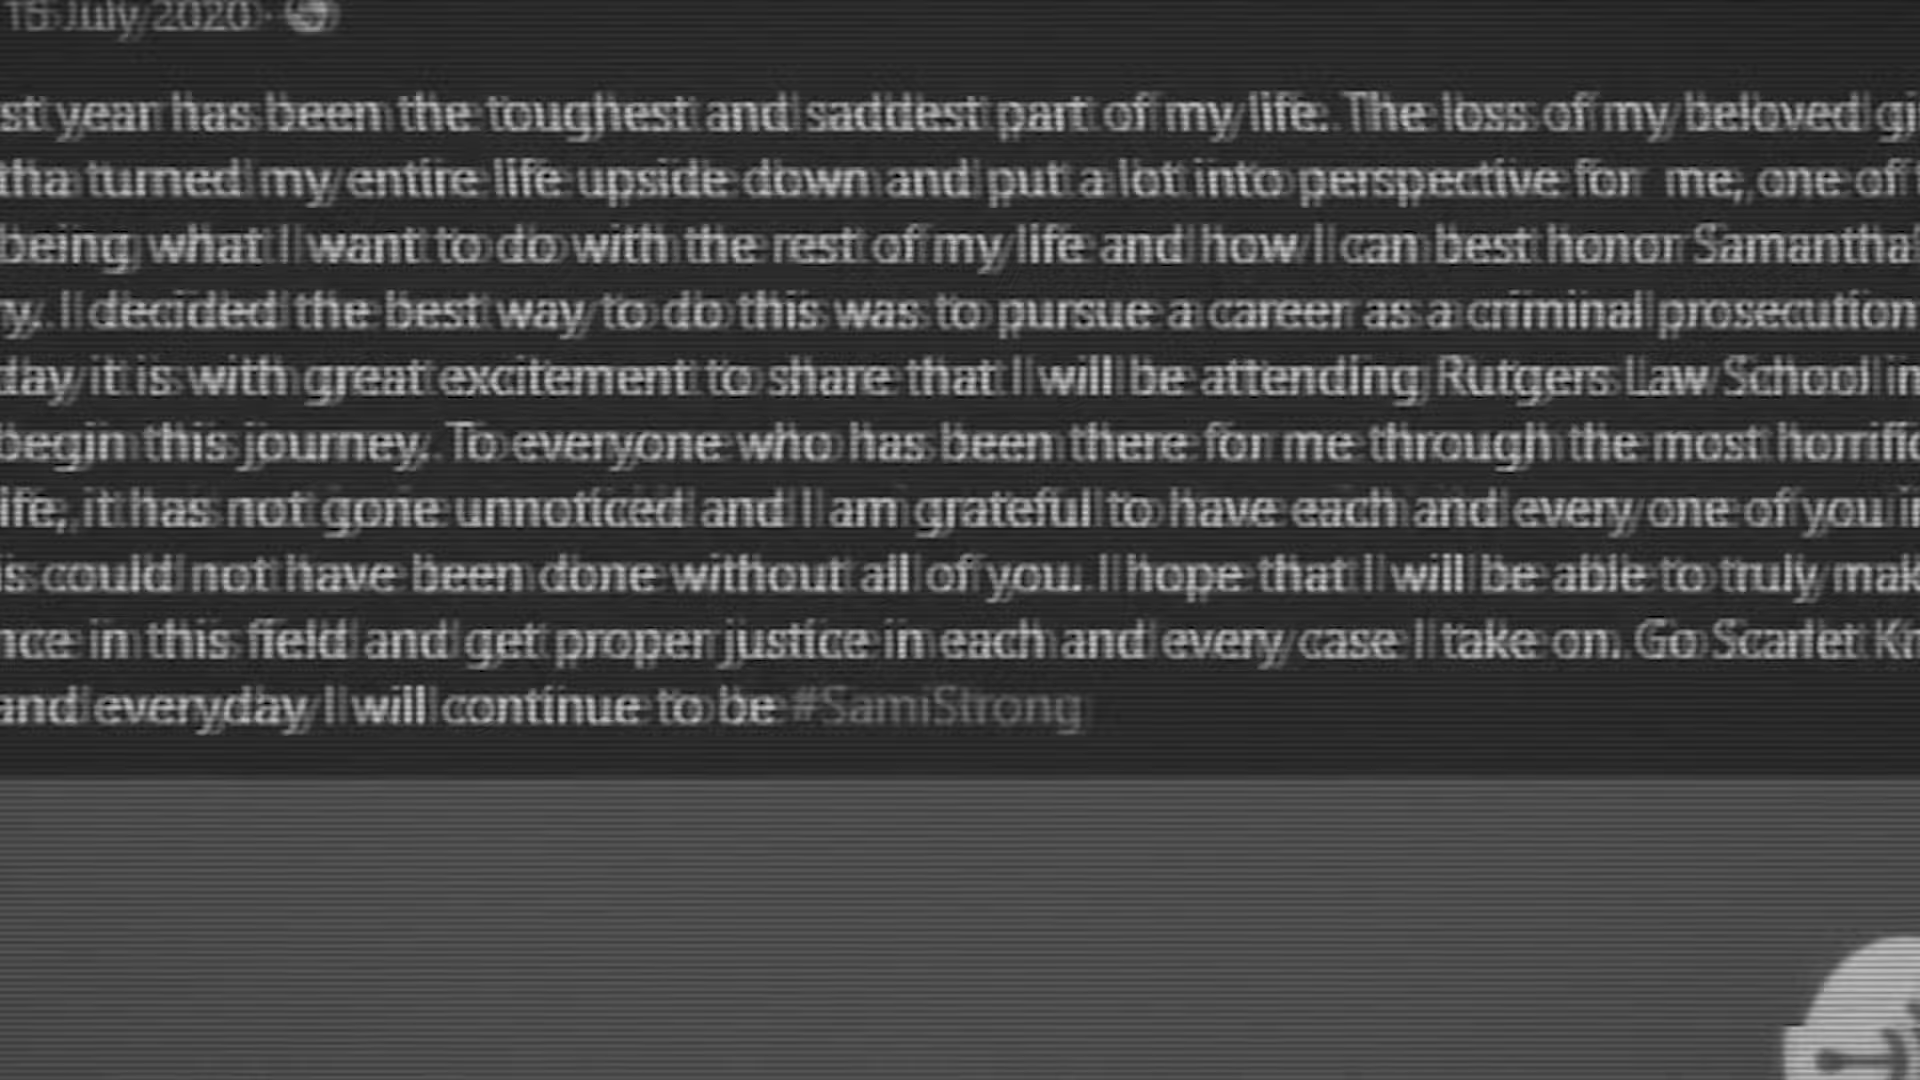 15 July 2020 ·
st year has been the toughest and saddest part of my life. The loss of my beloved gi
tha turned my entire life upside down and put a lot into perspective for me, one of t
being what I want to do with the rest of my life and how I can best honor Samantha'
ry. I decided the best way to do this was to pursue a career as a criminal prosecution
day it is with great excitement to share that I will be attending Rutgers Law School in
begin this journey. To everyone who has been there for me through the most horrific
ife, it has not gone unnoticed and I am grateful to have each and every one of you in
is could not have been done without all of you. I hope that I will be able to truly mak
nce in this field and get proper justice in each and every case I take on. Go Scarlet Kn
and everyday I will continue to be #SamiStrong